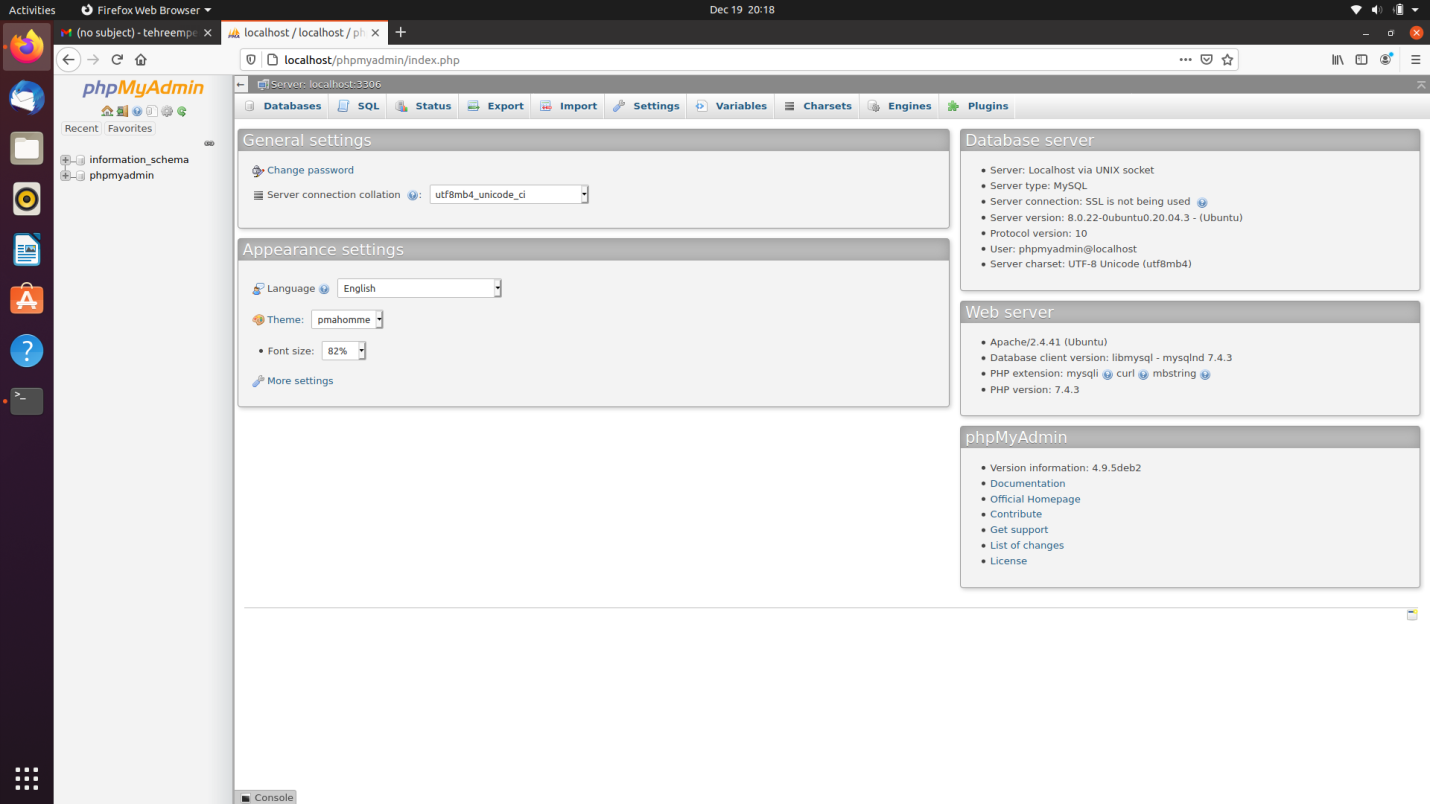 Activities
Firefox Web Browser
Dec 19 20:18
(no subject) - tehreempe
localhost / localhost / ph
localhost/phpmyadmin/index.php
phpMyAdmin
Recent
Favorites
information_schema
phpmyadmin
Server: localhost:3306
Databases
SQL
Status
Export
Import
Settings
Variables
Charsets
Engines
Plugins
General settings
Change password
Server connection collation : utf8mb4_unicode_ci
Appearance settings
Language English
Theme: pmahomme
• Font size: 82%
More settings
Database server
• Server: Localhost via UNIX socket
• Server type: MySQL
• Server connection: SSL is not being used
• Server version: 8.0.22-0ubuntu0.20.04.3 - (Ubuntu)
• Protocol version: 10
• User: phpmyadmin@localhost
• Server charset: UTF-8 Unicode (utf8mb4)
Web server
• Apache/2.4.41 (Ubuntu)
• Database client version: libmysql - mysqlnd 7.4.3
• PHP extension: mysqli curl mbstring
• PHP version: 7.4.3
phpMyAdmin
• Version information: 4.9.5deb2
• Documentation
• Official Homepage
• Contribute
• Get support
• List of changes
• License
Console